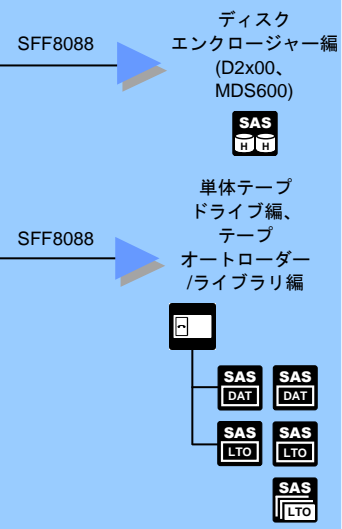 SFF8088
ディスク
エンクロージャー編
(D2x00、
MDS600)
SAS
H H
SFF8088
単体テープ
ドライブ編、
テープ
オートローダー
/ライブラリ編
SAS SAS
DAT DAT
SAS SAS
LTO LTO
SAS
LTO